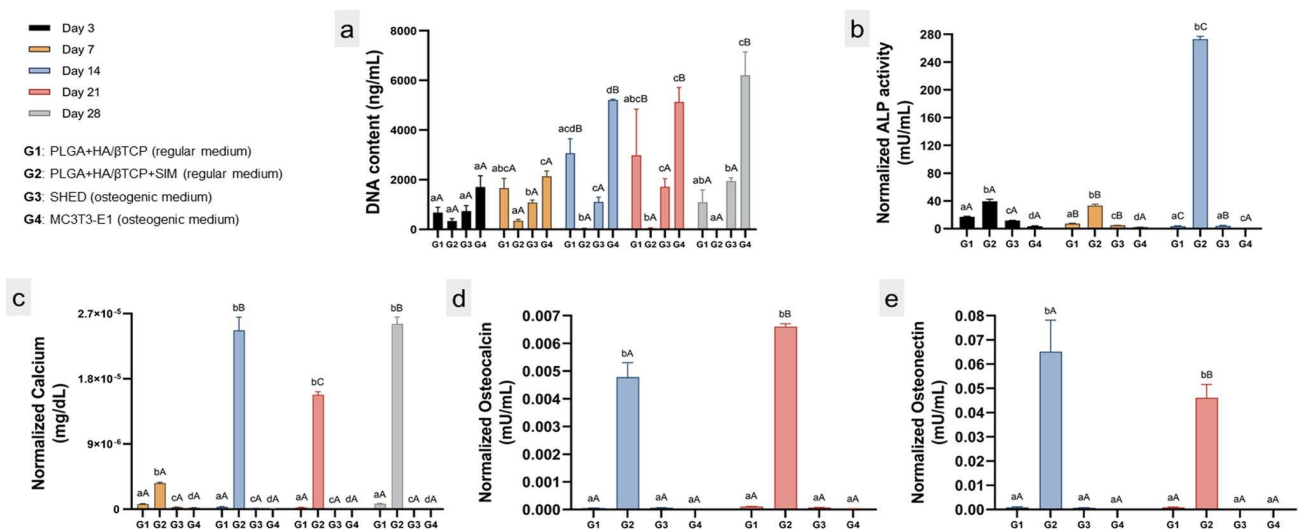 Day 3
Day 7
Day 14
Day 21
Day 28
G1: PLGA+HA/βTCP (regular medium)
G2: PLGA+HA/βTCP+SIM (regular medium)
G3: SHED (osteogenic medium)
G4: MC3T3-E1 (osteogenic medium)
a
DNA content (ng/mL)
8000
6000
4000
2000
0
aA aA aA aA abcA aA bA cA acdB bA cA dB abcB bA cA cB abA aA bA cB
G1 G2 G3 G4 G1 G2 G3 G4 G1 G2 G3 G4 G1 G2 G3 G4 G1 G2 G3 G4
b
Normalized ALP activity
(mU/mL)
280
240
200
160
120
80
40
0
aA bA cA dA aB bB cB dA aC bC aB cA
G1 G2 G3 G4 G1 G2 G3 G4 G1 G2 G3 G4
c
Normalized Calcium
(mg/dL)
2.7×10⁻⁵
1.8×10⁻⁵
9×10⁻⁶
0
aA bA cA dA aA bB cA dA aA bC cA dA aA bB cA dA
G1 G2 G3 G4 G1 G2 G3 G4 G1 G2 G3 G4 G1 G2 G3 G4
d
Normalized Osteocalcin
(mU/mL)
0.007
0.006
0.005
0.004
0.003
0.002
0.001
0.000
aA bA aA aA aA bB aA aA
G1 G2 G3 G4 G1 G2 G3 G4
e
Normalized Osteonectin
(mU/mL)
0.08
0.07
0.06
0.05
0.04
0.03
0.02
0.01
0.00
aA bA aA aA aA bB aA aA
G1 G2 G3 G4 G1 G2 G3 G4